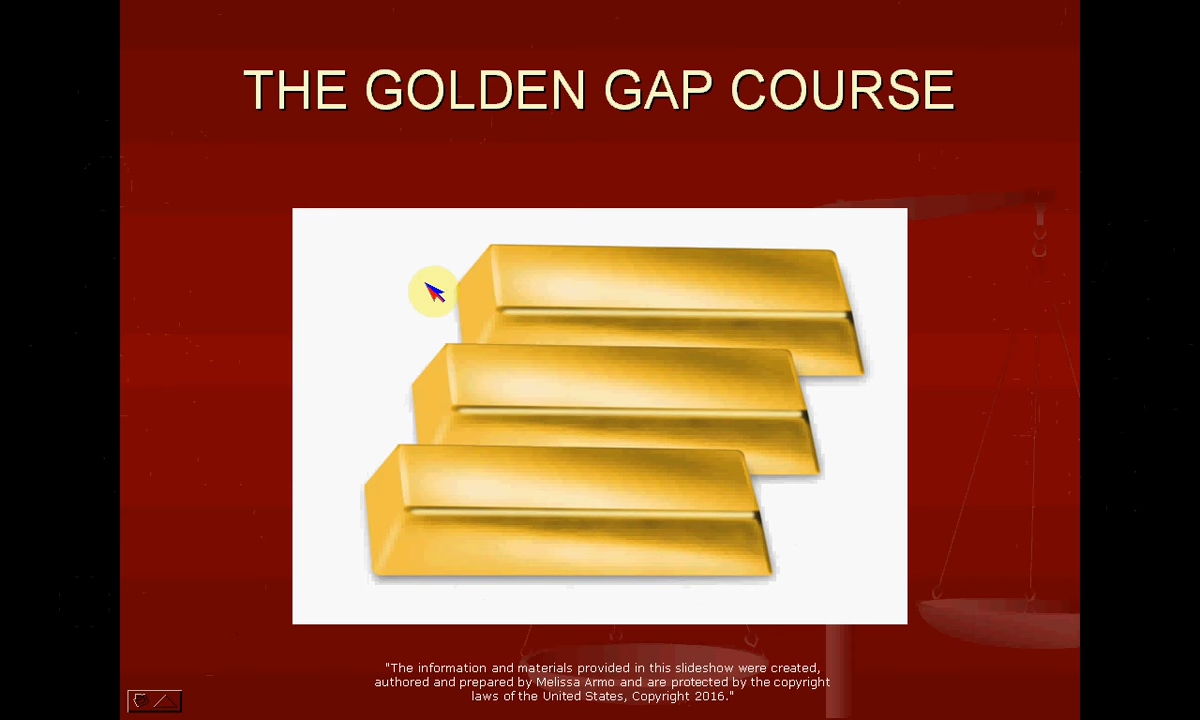 THE GOLDEN GAP COURSE
"The information and materials provided in this slideshow were created,
authored and prepared by Melissa Armo and are protected by the copyright
laws of the United States, Copyright 2016."